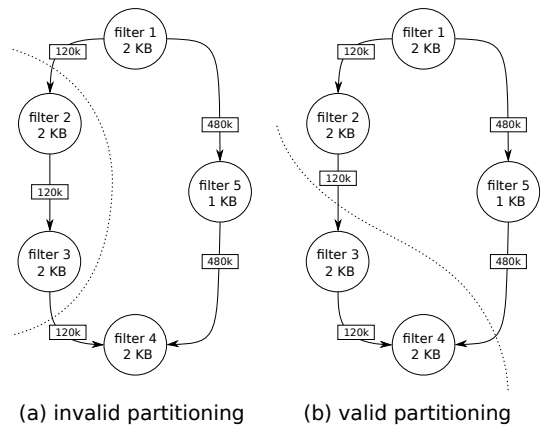 filter 1
2 KB
120k
filter 2
2 KB
480k
120k
filter 5
1 KB
filter 3
2 KB
480k
120k
filter 4
2 KB
(a) invalid partitioning
filter 1
2 KB
120k
filter 2
2 KB
480k
120k
filter 5
1 KB
filter 3
2 KB
480k
120k
filter 4
2 KB
(b) valid partitioning